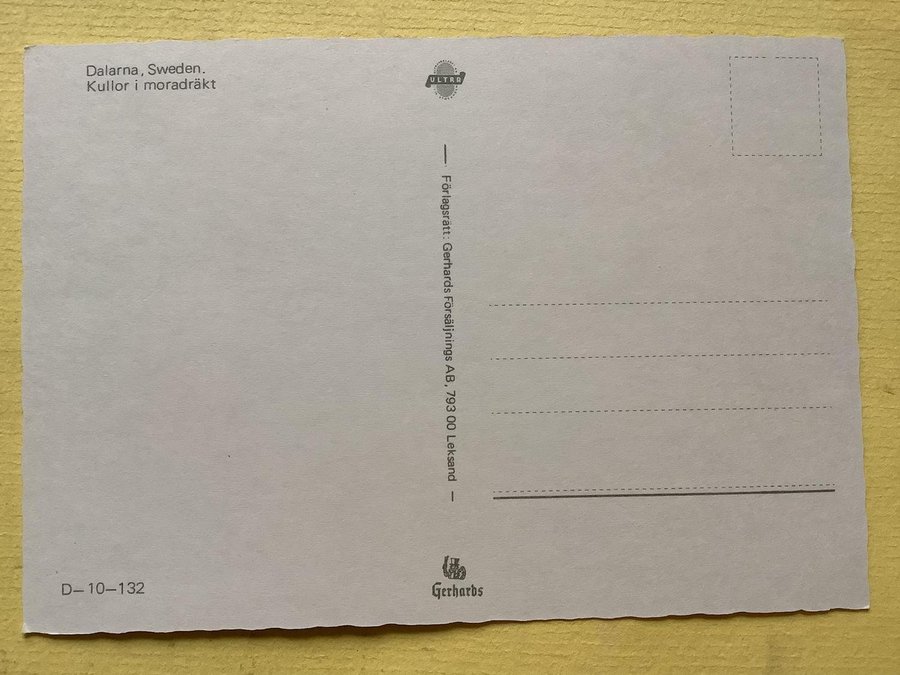 Dalarna, Sweden.
Kullor i moradräkt
ULTRA
— Förlagsrätt: Gerhards Försäljnings AB, 793 00 Leksand —
D—10—132
Gerhards